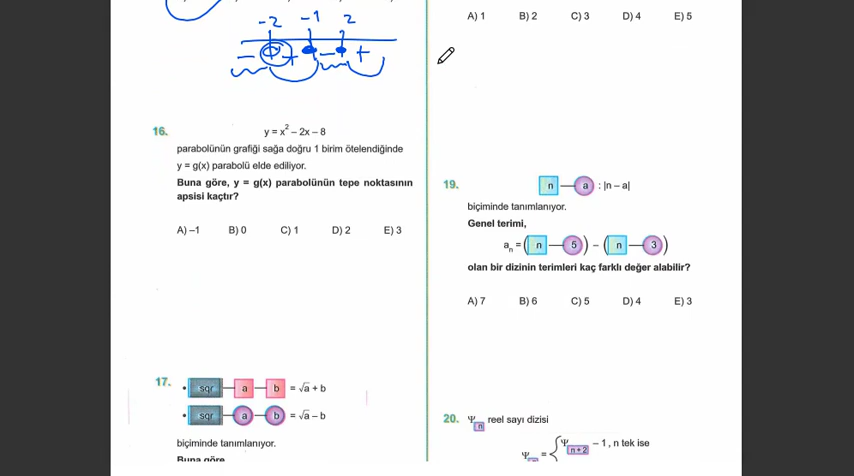 -2 -1 2
- + - +
16.
y = x² – 2x – 8
parabolünün grafiği sağa doğru 1 birim ötelendiğinde
y = g(x) parabolü elde ediliyor.
Buna göre, y = g(x) parabolünün tepe noktasının
apsisi kaçtır?
A) –1 B) 0 C) 1 D) 2 E) 3
17.
• sqr a b = √a + b
• sqr a b = √a – b
biçiminde tanımlanıyor.
Buna göre
A) 1 B) 2 C) 3 D) 4 E) 5
19.
n a : |n – a|
biçiminde tanımlanıyor.
Genel terimi,
aₙ = ( n 5 ) – ( n 3 )
olan bir dizinin terimleri kaç farklı değer alabilir?
A) 7 B) 6 C) 5 D) 4 E) 3
20. Ψ n reel sayı dizisi
Ψ = { Ψ n+2 – 1 , n tek ise